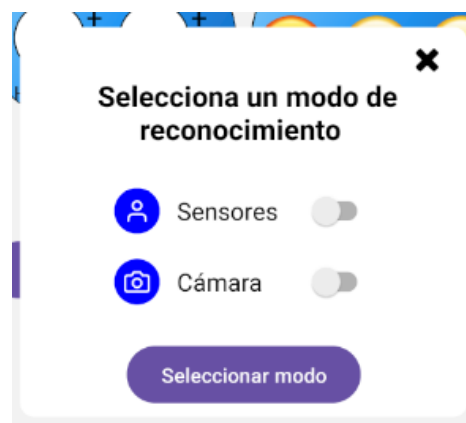 Selecciona un modo de
reconocimiento
Sensores
Cámara
Seleccionar modo